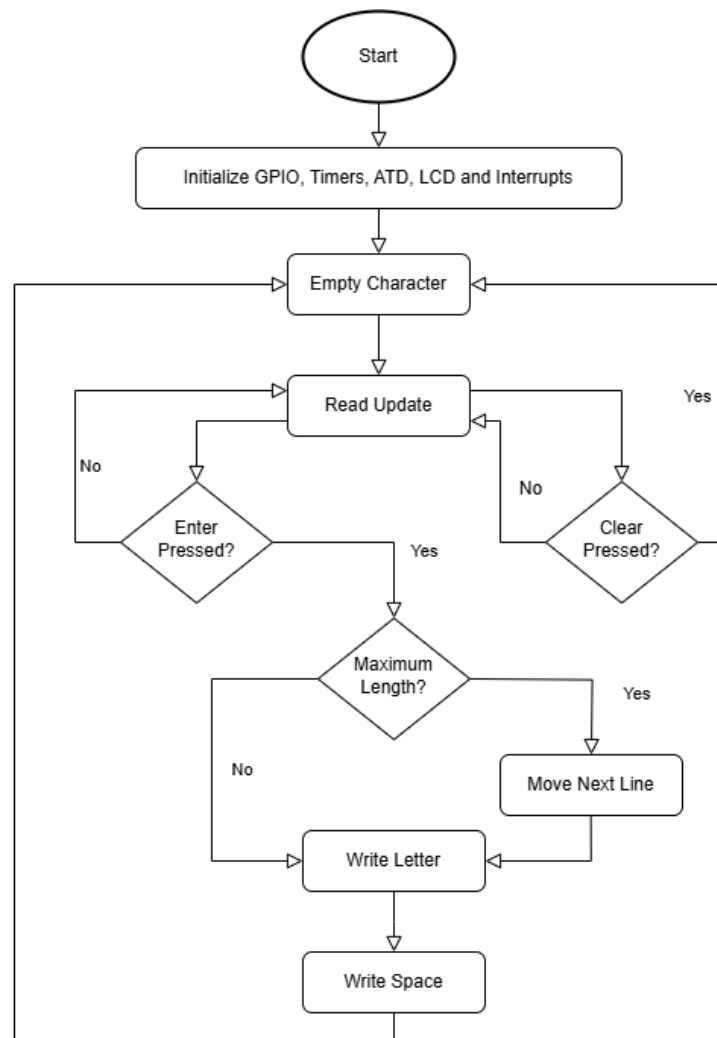 Start
Initialize GPIO, Timers, ATD, LCD and Interrupts
Empty Character
Read Update
Yes
No
No
Enter
Pressed?
Clear
Pressed?
Yes
Maximum
Length?
Yes
No
Move Next Line
Write Letter
Write Space